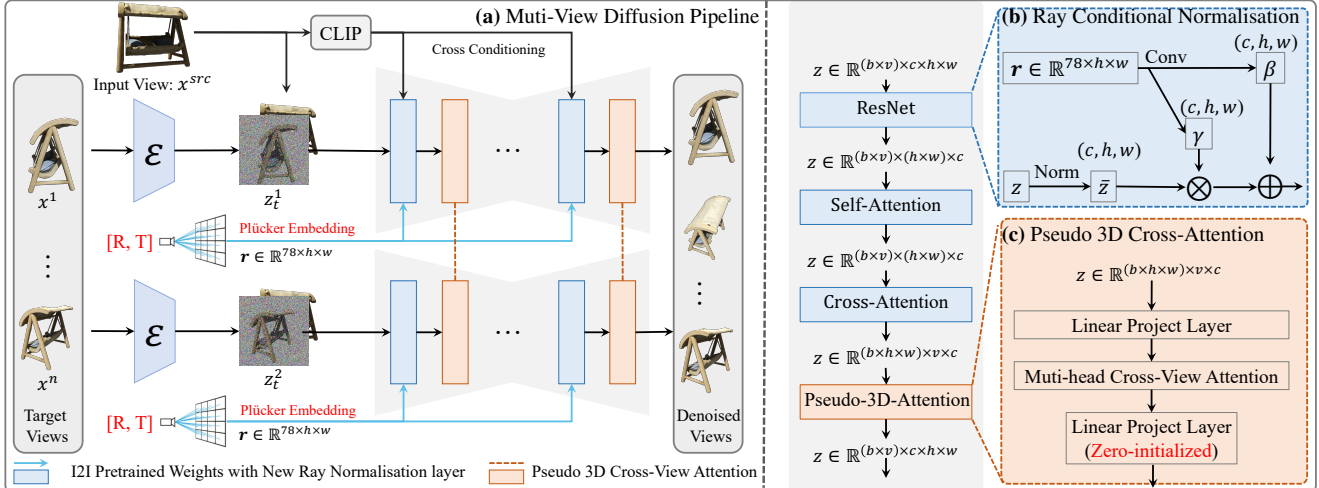 (a) Muti-View Diffusion Pipeline
CLIP
Cross Conditioning
Input View: x^src
x^1
ε
z_t^1
[R, T]
Plücker Embedding
r ∈ ℝ^78×h×w
⋮
...
x^n
ε
z_t^2
...
[R, T]
Plücker Embedding
r ∈ ℝ^78×h×w
Target
Views
⋮
Denoised
Views
I2I Pretrained Weights with New Ray Normalisation layer
Pseudo 3D Cross-View Attention
z ∈ ℝ^(b×v)×c×h×w
ResNet
z ∈ ℝ^(b×v)×(h×w)×c
Self-Attention
z ∈ ℝ^(b×v)×(h×w)×c
Cross-Attention
z ∈ ℝ^(b×h×w)×v×c
Pseudo-3D-Attention
z ∈ ℝ^(b×v)×c×h×w
(b) Ray Conditional Normalisation
r ∈ ℝ^78×h×w
Conv
(c, h, w)
β
(c, h, w)
γ
(c, h, w)
z
Norm
z̄
⊗
⊕
(c) Pseudo 3D Cross-Attention
z ∈ ℝ^(b×h×w)×v×c
Linear Project Layer
Muti-head Cross-View Attention
Linear Project Layer
(Zero-initialized)